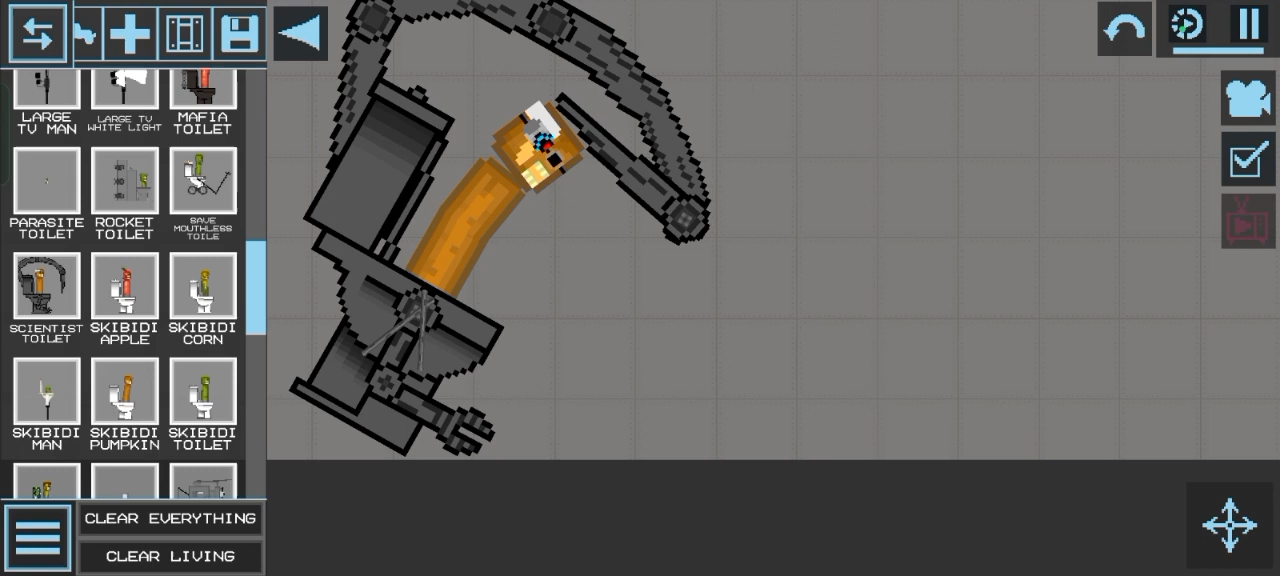 LARGE
TV MAN
LARGE TV
WHITE LIGHT
MAFIA
TOILET
PARASITE
TOILET
ROCKET
TOILET
SAVE
MOUTHLESS
TOILE
SCIENTIST
TOILET
SKIBIDI
APPLE
SKIBIDI
CORN
SKIBIDI
MAN
SKIBIDI
PUMPKIN
SKIBIDI
TOILET
CLEAR EVERYTHING
CLEAR LIVING